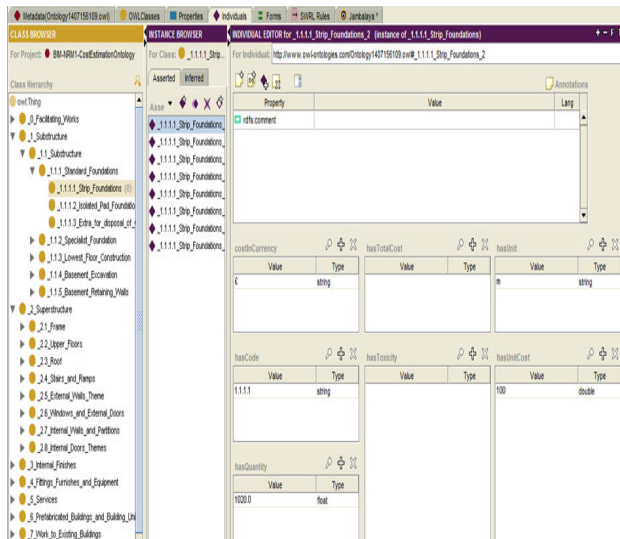 Metadata(Ontology1407156109.owl)
OWLClasses
Properties
Individuals
Forms
SWRL Rules
Jambalaya
CLASS BROWSER
For Project: BIM-NRM1-CostEstimationOntology
Class Hierarchy
owl:Thing
_0_Facilitating_Works
_1_Substructure
_1.1_Substructure
_1.1.1_Standard_Foundations
_1.1.1.1_Strip_Foundations (8)
_1.1.1.2_Isolated_Pad_Foundatio
_1.1.1.3_Extra_for_disposal_of_
_1.1.2_Specialist_Foundation
_1.1.3_Lowest_Floor_Construction
_1.1.4_Basement_Excavation
_1.1.5_Basement_Retaining_Walls
_2_Superstructure
_2.1_Frame
_2.2_Upper_Floors
_2.3_Roof
_2.4_Stairs_and_Ramps
_2.5_External_Walls_Theme
_2.6_Windows_and_External_Doors
_2.7_Internal_Walls_and_Partitions
_2.8_Internal_Doors_Themes
_3_Internal_Finishes
_4_Fittings_Furnishes_and_Equipment
_5_Services
_6_Prefabricated_Buildings_and_Building_Uni
_7_Work_to_Existing_Buildings
INSTANCE BROWSER
For Class: _1.1.1.1_Strip...
Asserted Inferred
Asse
_1.1.1.1_Strip_Foundations_
_1.1.1.1_Strip_Foundations_
_1.1.1.1_Strip_Foundations_
_1.1.1.1_Strip_Foundations_
_1.1.1.1_Strip_Foundations_
_1.1.1.1_Strip_Foundations_
_1.1.1.1_Strip_Foundations_
_1.1.1.1_Strip_Foundations_
INDIVIDUAL EDITOR for _1.1.1.1_Strip_Foundations_2 (instance of _1.1.1.1_Strip_Foundations)
For Individual: http://www.owl-ontologies.com/Ontology1407156109.owl#_1.1.1.1_Strip_Foundations_2
Annotations
Property Value Lang
rdfs:comment
costInCurrency
Value Type
£ string
hasTotalCost
Value Type
hasUnit
Value Type
m string
hasCode
Value Type
1.1.1.1 string
hasToxicity
Value Type
hasUnitCost
Value Type
100 double
hasQuantity
Value Type
1020.0 float